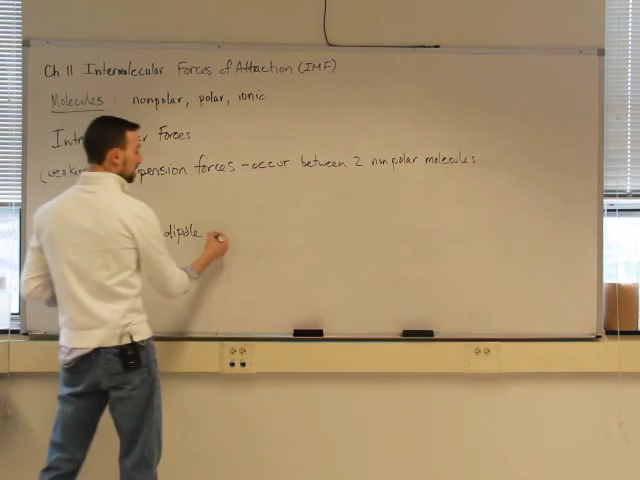 Ch 11 Intermolecular Forces of Attraction (IMF)
Molecules: nonpolar, polar, ionic
Forces
forces - occur between 2 nonpolar molecules
dipole